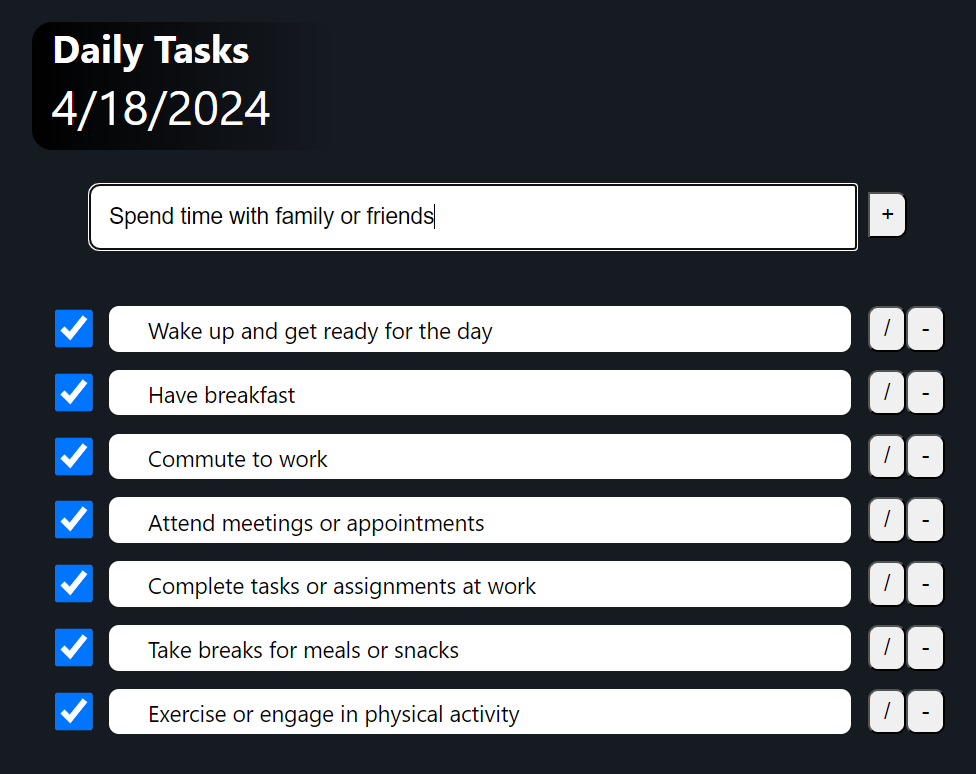 Daily Tasks
4/18/2024
Spend time with family or friends +
Wake up and get ready for the day / -
Have breakfast / -
Commute to work / -
Attend meetings or appointments / -
Complete tasks or assignments at work / -
Take breaks for meals or snacks / -
Exercise or engage in physical activity / -